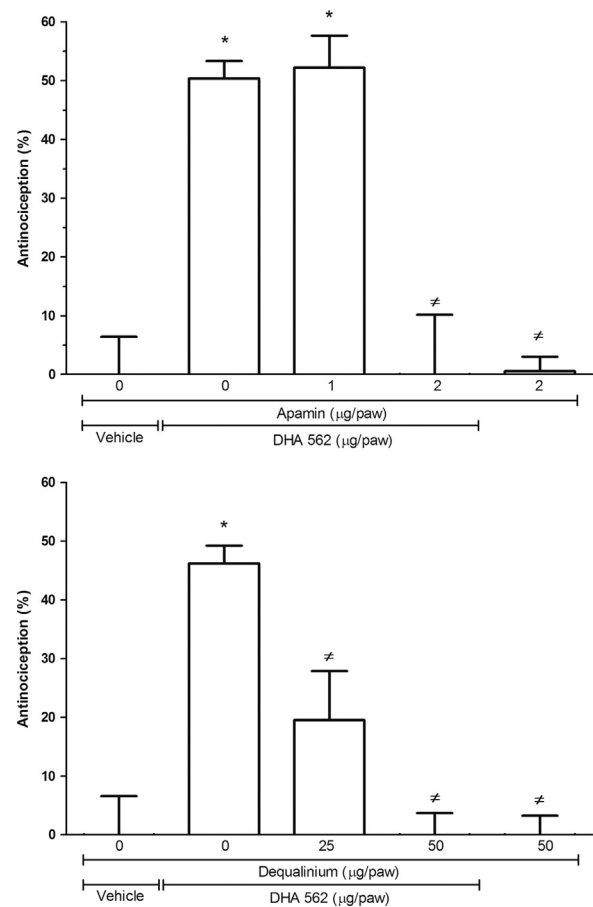 60
*
*
50
40
Antinociception (%)
30
20
≠
10
≠
0
0 0 1 2 2
Apamin (µg/paw)
Vehicle
DHA 562 (µg/paw)
60
*
50
40
Antinociception (%)
≠
30
20
10
≠ ≠
0
0 0 25 50 50
Dequalinium (µg/paw)
Vehicle
DHA 562 (µg/paw)